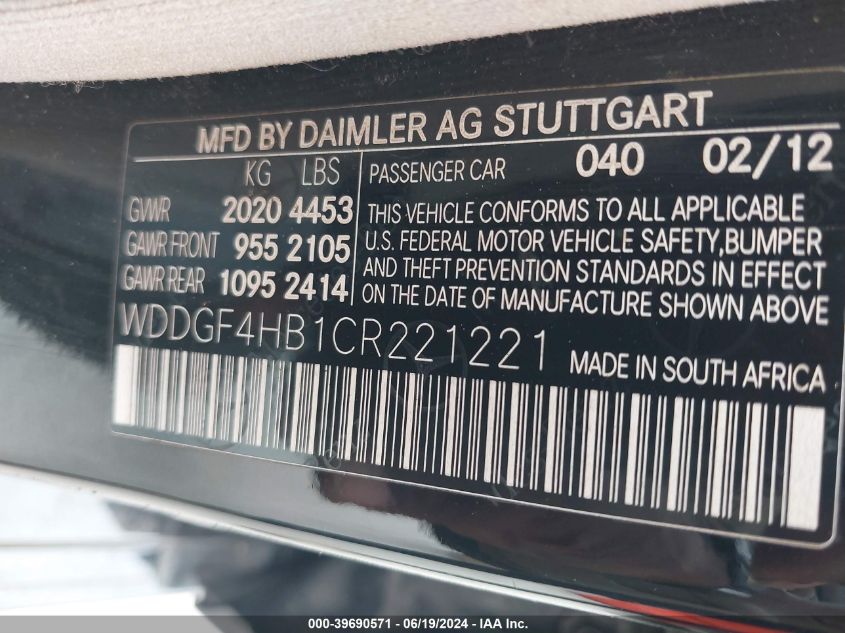 MFD BY DAIMLER AG STUTTGART
KG LBS
GVWR 2020 4453
GAWR FRONT 955 2105
GAWR REAR 1095 2414
PASSENGER CAR 040 02/12
THIS VEHICLE CONFORMS TO ALL APPLICABLE
U.S. FEDERAL MOTOR VEHICLE SAFETY,BUMPER
AND THEFT PREVENTION STANDARDS IN EFFECT
ON THE DATE OF MANUFACTURE SHOWN ABOVE
WDDGF4HB1CR221221
MADE IN SOUTH AFRICA
000-39690571 - 06/19/2024 - IAA Inc.